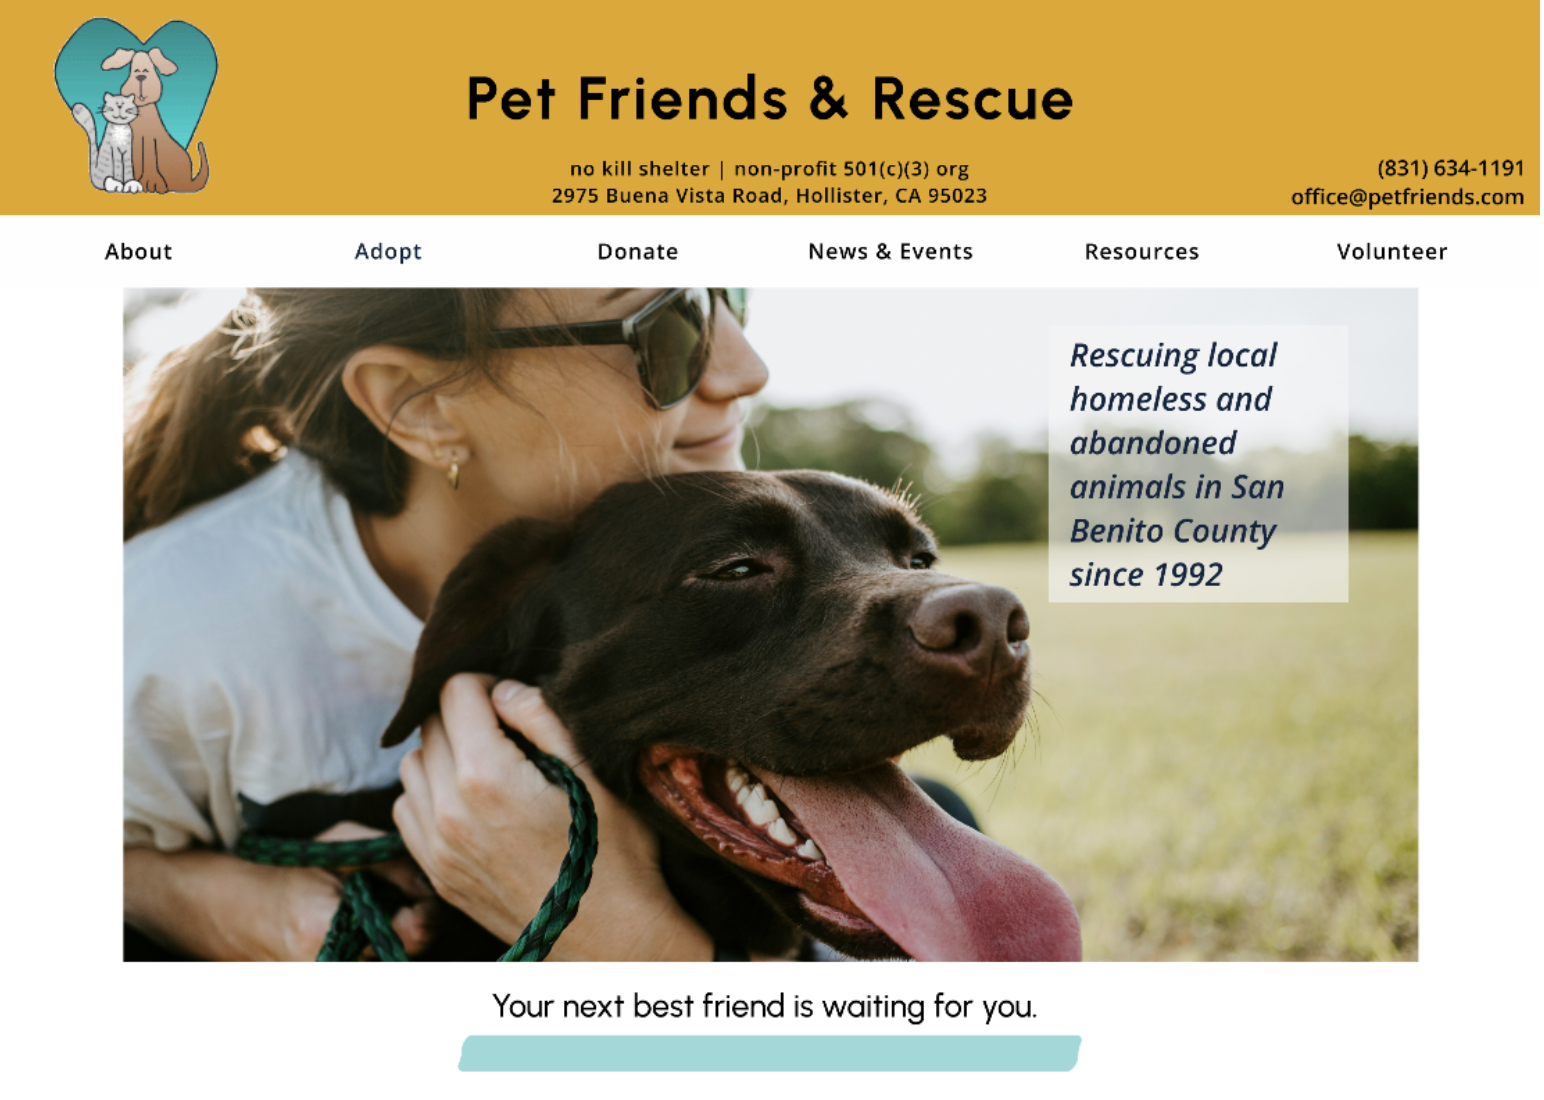 Pet Friends & Rescue
no kill shelter | non-profit 501(c)(3) org
2975 Buena Vista Road, Hollister, CA 95023
(831) 634-1191
office@petfriends.com
About
Adopt
Donate
News & Events
Resources
Volunteer
Rescuing local
homeless and
abandoned
animals in San
Benito County
since 1992
Your next best friend is waiting for you.